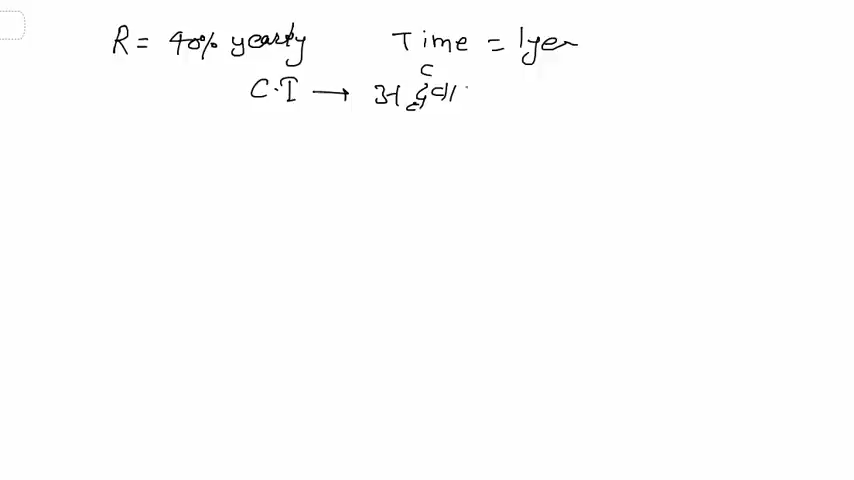 R = 40% yearly Time = 1yer
C.I →